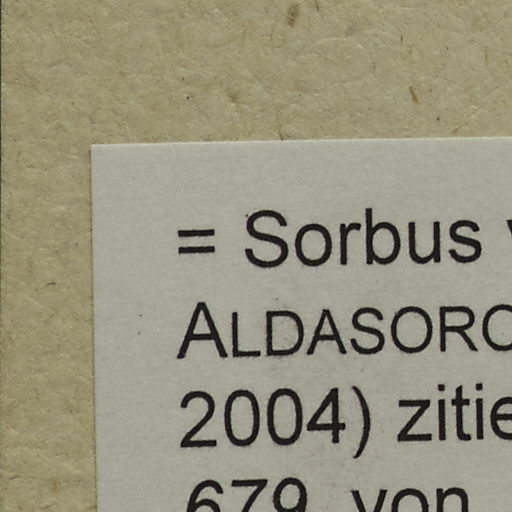 = Sorbus
ALDASORO
2004) zitie
679, von